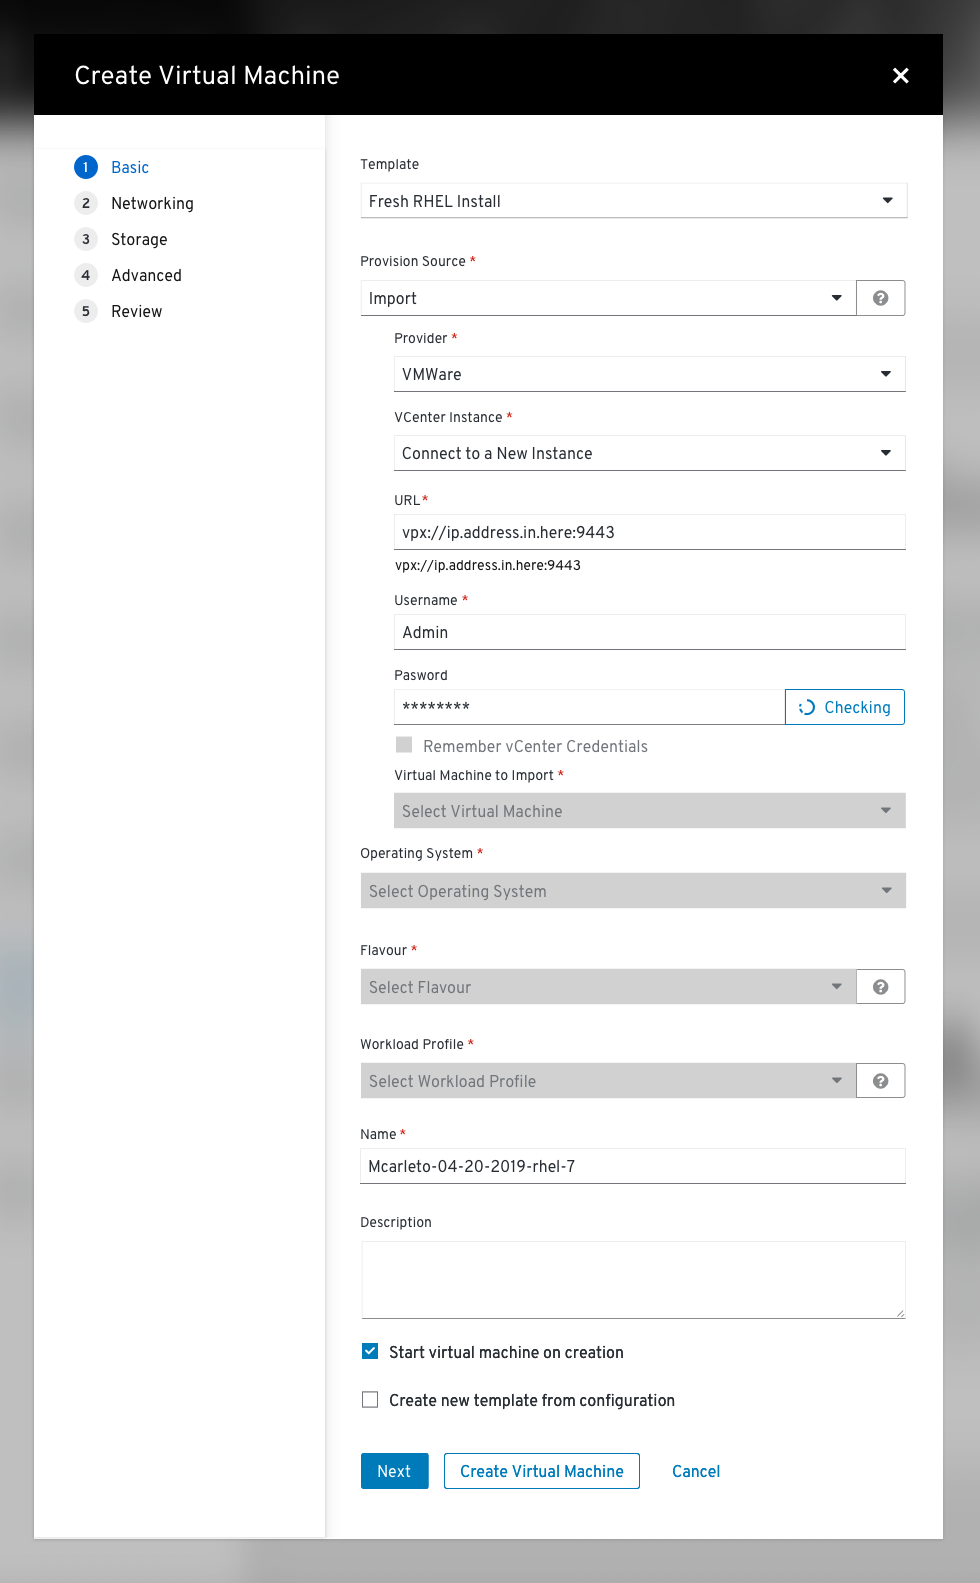 Create Virtual Machine
1 Basic
2 Networking
3 Storage
4 Advanced
5 Review
Template
Fresh RHEL Install
Provision Source *
Import
Provider *
VMWare
VCenter Instance *
Connect to a New Instance
URL*
vpx://ip.address.in.here:9443
vpx://ip.address.in.here:9443
Username *
Admin
Pasword
******** Checking
Remember vCenter Credentials
Virtual Machine to Import *
Select Virtual Machine
Operating System *
Select Operating System
Flavour *
Select Flavour
Workload Profile *
Select Workload Profile
Name *
Mcarleto-04-20-2019-rhel-7
Description
Start virtual machine on creation
Create new template from configuration
Next Create Virtual Machine Cancel